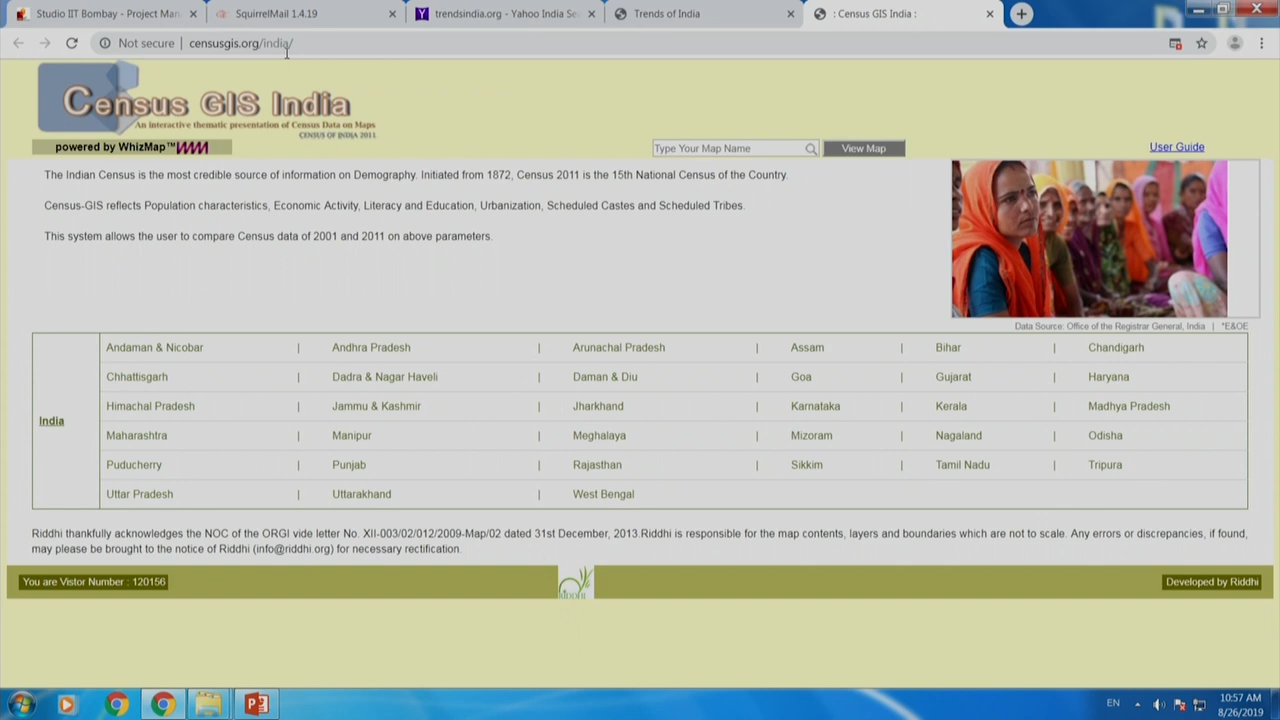 Studio IIT Bombay - Project Man
SquirrelMail 1.4.19
trendsindia.org - Yahoo India Se
Trends of India
: Census GIS India :
Not secure | censusgis.org/india/
Census GIS India
An interactive thematic presentation of Census Data on Maps
CENSUS OF INDIA 2011
powered by WhizMap™
Type Your Map Name
View Map
User Guide
The Indian Census is the most credible source of information on Demography. Initiated from 1872, Census 2011 is the 15th National Census of the Country.
Census-GIS reflects Population characteristics, Economic Activity, Literacy and Education, Urbanization, Scheduled Castes and Scheduled Tribes.
This system allows the user to compare Census data of 2001 and 2011 on above parameters.
Data Source: Office of the Registrar General, India | *E&OE
Andaman & Nicobar | Andhra Pradesh | Arunachal Pradesh | Assam | Bihar | Chandigarh
Chhattisgarh | Dadra & Nagar Haveli | Daman & Diu | Goa | Gujarat | Haryana
Himachal Pradesh | Jammu & Kashmir | Jharkhand | Karnataka | Kerala | Madhya Pradesh
India
Maharashtra | Manipur | Meghalaya | Mizoram | Nagaland | Odisha
Puducherry | Punjab | Rajasthan | Sikkim | Tamil Nadu | Tripura
Uttar Pradesh | Uttarakhand | West Bengal
Riddhi thankfully acknowledges the NOC of the ORGI vide letter No. XII-003/02/012/2009-Map/02 dated 31st December, 2013.Riddhi is responsible for the map contents, layers and boundaries which are not to scale. Any errors or discrepancies, if found,
may please be brought to the notice of Riddhi (info@riddhi.org) for necessary rectification.
You are Vistor Number : 120156
RIDDHI
Developed by Riddhi
EN
10:57 AM
8/26/2019